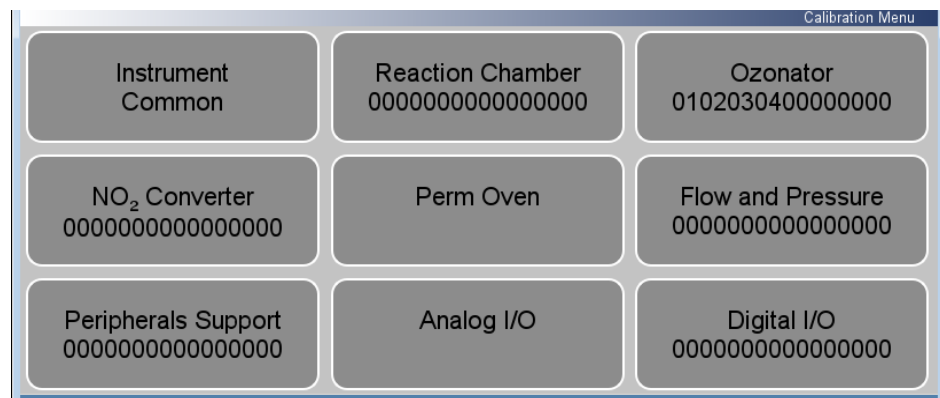 Calibration Menu
Instrument
Common
Reaction Chamber
0000000000000000
Ozonator
0102030400000000
NO₂ Converter
0000000000000000
Perm Oven
Flow and Pressure
0000000000000000
Peripherals Support
0000000000000000
Analog I/O
Digital I/O
0000000000000000